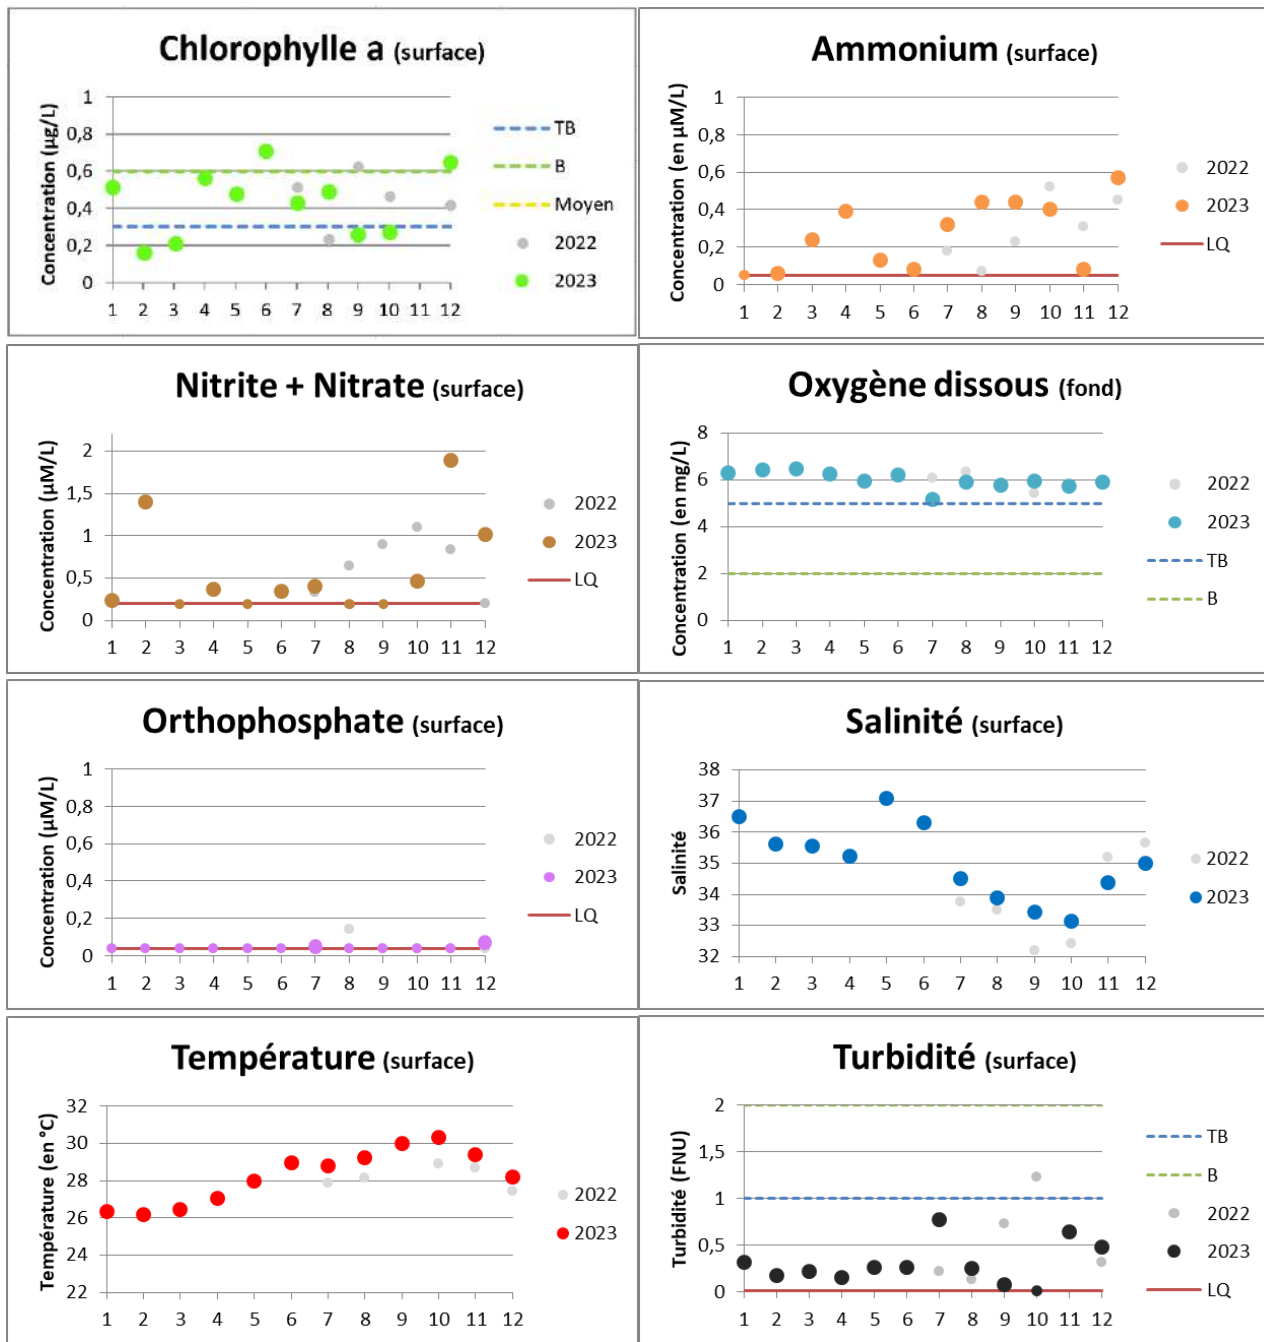 Chlorophylle a (surface)
Concentration (µg/L)
1
0,8
0,6
0,4
0,2
0
1 2 3 4 5 6 7 8 9 10 11 12
TB
B
Moyen
2022
2023
Ammonium (surface)
Concentration (en µM/L)
1
0,8
0,6
0,4
0,2
0
1 2 3 4 5 6 7 8 9 10 11 12
2022
2023
LQ
Nitrite + Nitrate (surface)
Concentration (µM/L)
2
1,5
1
0,5
0
1 2 3 4 5 6 7 8 9 10 11 12
2022
2023
LQ
Oxygène dissous (fond)
Concentration (en mg/L)
8
6
4
2
0
1 2 3 4 5 6 7 8 9 10 11 12
2022
2023
TB
B
Orthophosphate (surface)
Concentration (µM/L)
1
0,8
0,6
0,4
0,2
0
1 2 3 4 5 6 7 8 9 10 11 12
2022
2023
LQ
Salinité (surface)
Salinité
38
37
36
35
34
33
32
1 2 3 4 5 6 7 8 9 10 11 12
2022
2023
Température (surface)
Température (en °C)
32
30
28
26
24
22
1 2 3 4 5 6 7 8 9 10 11 12
2022
2023
Turbidité (surface)
Turbidité (FNU)
2
1,5
1
0,5
0
1 2 3 4 5 6 7 8 9 10 11 12
TB
B
2022
2023
LQ